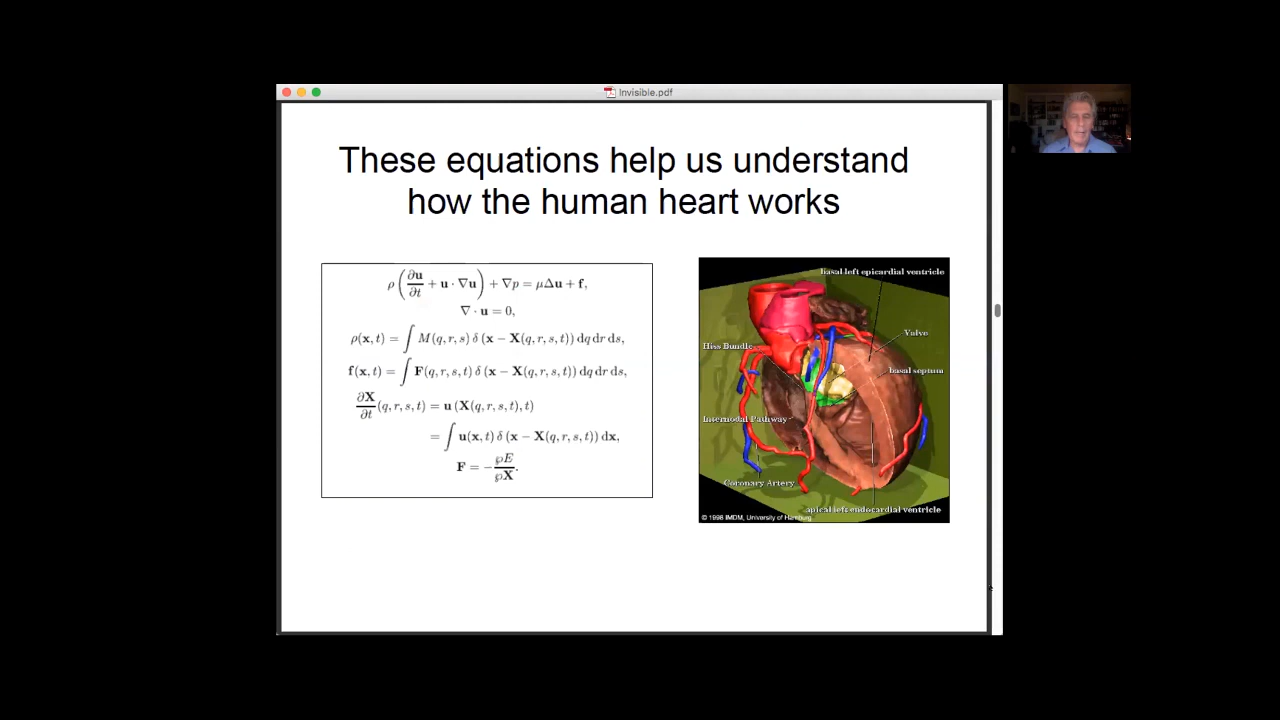 Invisible.pdf
These equations help us understand
how the human heart works
ρ(∂u/∂t + u · ∇u) + ∇p = μΔu + f,
∇ · u = 0,
ρ(x, t) = ∫ M(q, r, s) δ (x − X(q, r, s, t)) dq dr ds,
f(x, t) = ∫ F(q, r, s, t) δ (x − X(q, r, s, t)) dq dr ds,
∂X/∂t (q, r, s, t) = u (X(q, r, s, t), t)
= ∫ u(x, t) δ (x − X(q, r, s, t)) dx,
F = −℘E/℘X.
basal left epicardial ventricle
Valve
Hiss Bundle
basal septum
Internodal Pathway
Coronary Artery
apical left endocardial ventricle
© 1998 IMDM, University of Hamburg